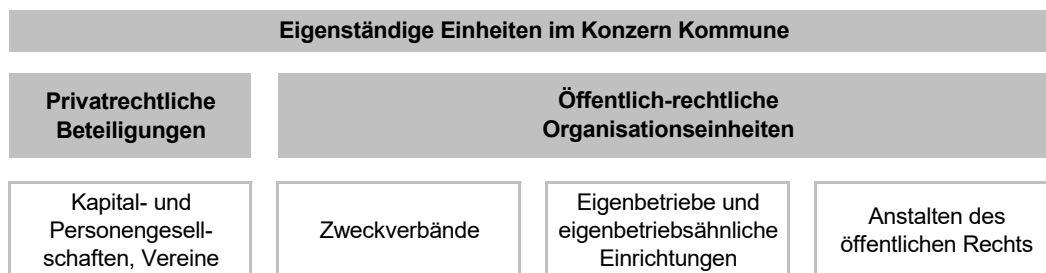 Eigenständige Einheiten im Konzern Kommune
Privatrechtliche
Beteiligungen
Öffentlich-rechtliche
Organisationseinheiten
Kapital- und
Personengesell-
schaften, Vereine
Zweckverbände
Eigenbetriebe und
eigenbetriebsähnliche
Einrichtungen
Anstalten des
öffentlichen Rechts